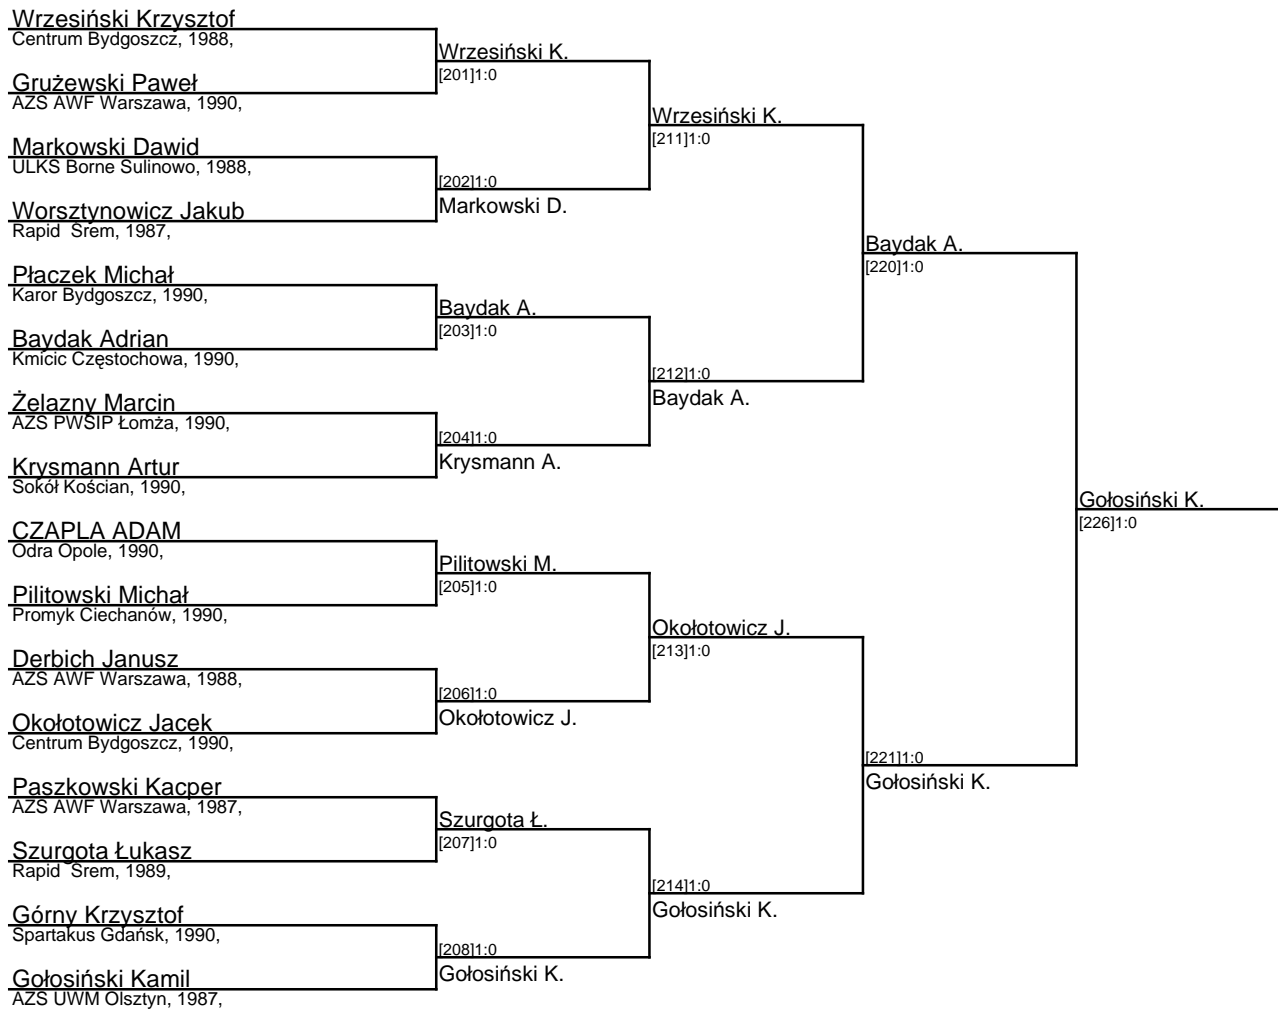 Wrzesiński Krzysztof
Centrum Bydgoszcz, 1988,
Grużewski Paweł
AZS AWF Warszawa, 1990,
Markowski Dawid
ULKS Borne Sulinowo, 1988,
Worsztynowicz Jakub
Rapid Śrem, 1987,
Płaczek Michał
Karor Bydgoszcz, 1990,
Baydak Adrian
Kmicic Częstochowa, 1990,
Żelazny Marcin
AZS PWSIP Łomża, 1990,
Krysmann Artur
Sokół Kościan, 1990,
CZAPLA ADAM
Odra Opole, 1990,
Pilitowski Michał
Promyk Ciechanów, 1990,
Derbich Janusz
AZS AWF Warszawa, 1988,
Okołotowicz Jacek
Centrum Bydgoszcz, 1990,
Paszkowski Kacper
AZS AWF Warszawa, 1987,
Szurgota Łukasz
Rapid Śrem, 1989,
Górny Krzysztof
Spartakus Gdańsk, 1990,
Gołosiński Kamil
AZS UWM Olsztyn, 1987,
Wrzesiński K.
[201]1:0
[202]1:0
Markowski D.
Baydak A.
[203]1:0
[204]1:0
Krysmann A.
Pilitowski M.
[205]1:0
[206]1:0
Okołotowicz J.
Szurgota Ł.
[207]1:0
[208]1:0
Gołosiński K.
Wrzesiński K.
[211]1:0
[212]1:0
Baydak A.
Okołotowicz J.
[213]1:0
[214]1:0
Gołosiński K.
Baydak A.
[220]1:0
[221]1:0
Gołosiński K.
Gołosiński K.
[226]1:0